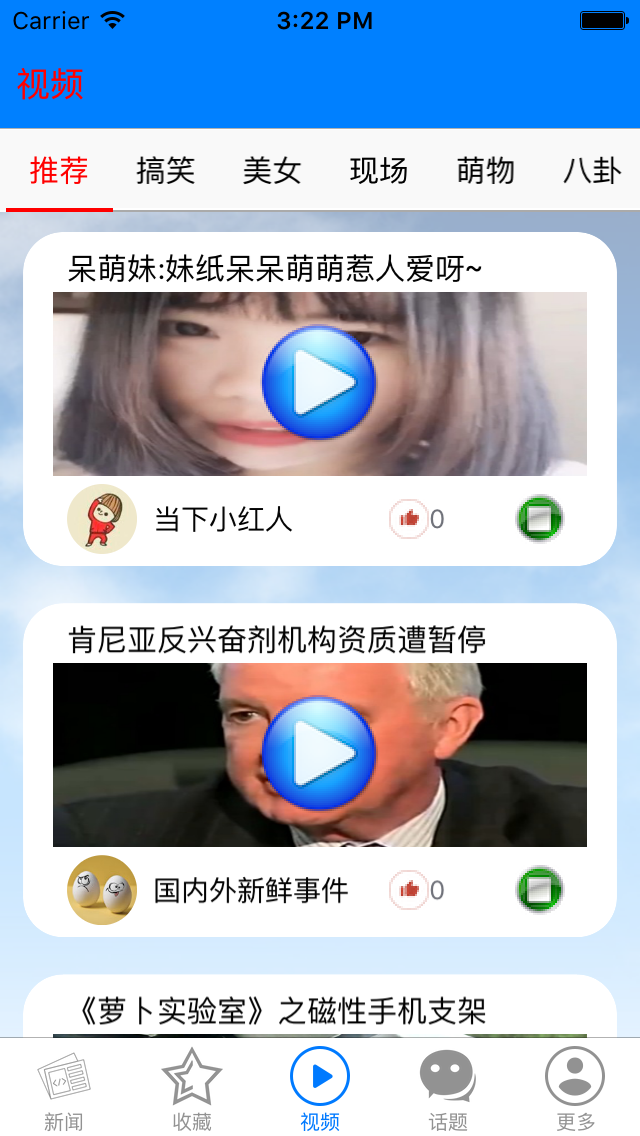 Carrier 3:22 PM
视频
推荐 搞笑 美女 现场 萌物 八卦
呆萌妹:妹纸呆呆萌萌惹人爱呀~
当下小红人 0
肯尼亚反兴奋剂机构资质遭暂停
国内外新鲜事件 0
《萝卜实验室》之磁性手机支架
新闻 收藏 视频 话题 更多